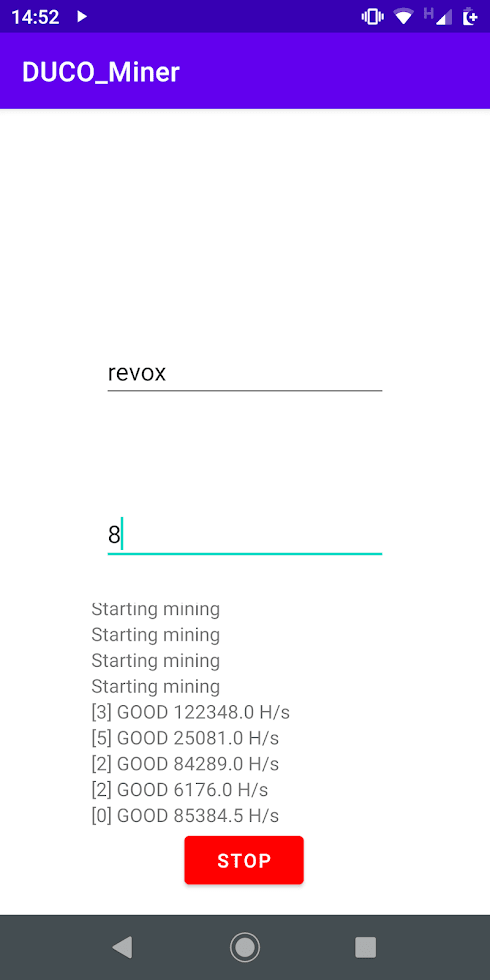 14:52
H
DUCO_Miner
revox
8
Starting mining
Starting mining
Starting mining
Starting mining
[3] GOOD 122348.0 H/s
[5] GOOD 25081.0 H/s
[2] GOOD 84289.0 H/s
[2] GOOD 6176.0 H/s
[0] GOOD 85384.5 H/s
STOP